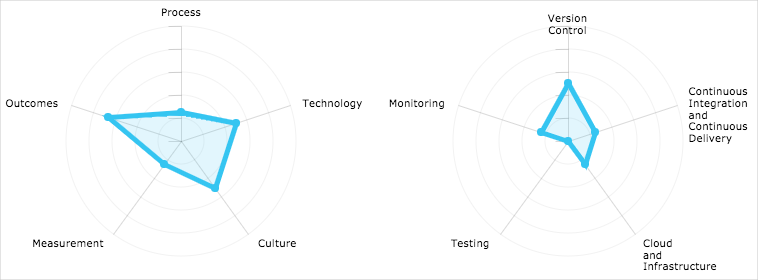 Process
Technology
Culture
Measurement
Outcomes
Version
Control
Continuous
Integration
and
Continuous
Delivery
Cloud
and
Infrastructure
Testing
Monitoring